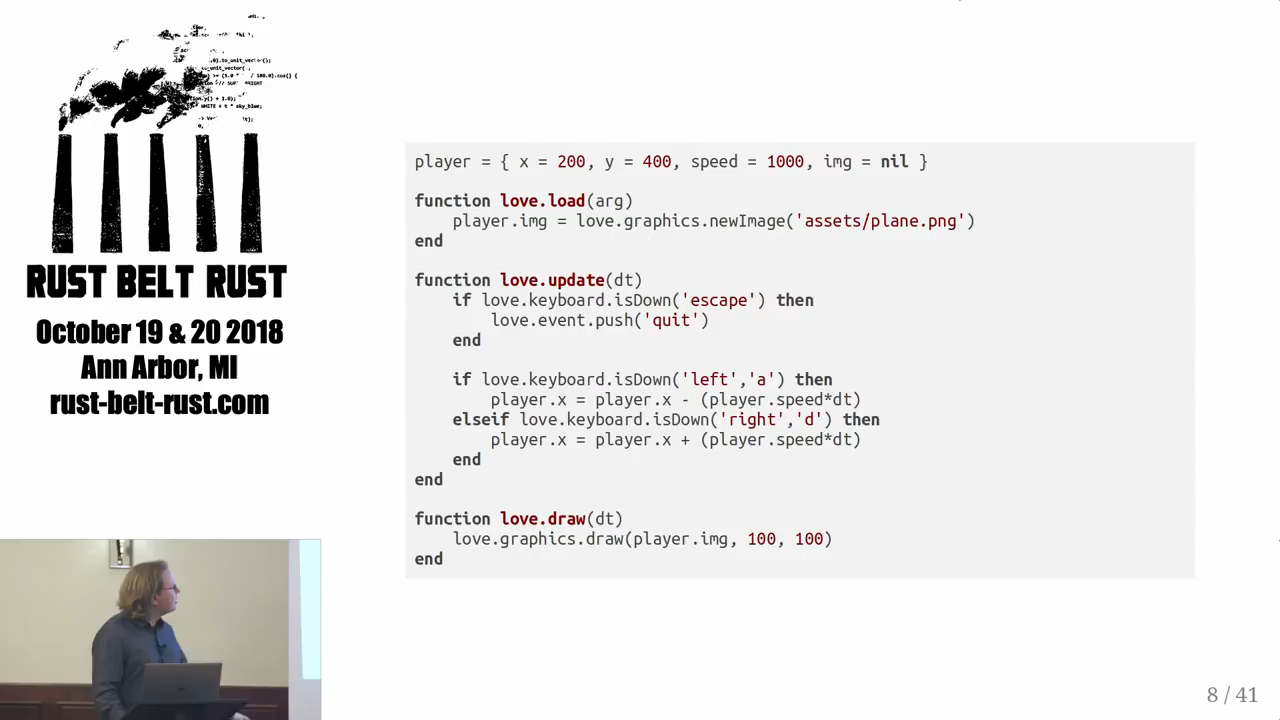 .to_unit_vector();
RUST BELT RUST
October 19 & 20 2018
Ann Arbor, MI
rust-belt-rust.com
player = { x = 200, y = 400, speed = 1000, img = nil }
function love.load(arg)
player.img = love.graphics.newImage('assets/plane.png')
end
function love.update(dt)
if love.keyboard.isDown('escape') then
love.event.push('quit')
end
if love.keyboard.isDown('left','a') then
player.x = player.x - (player.speed*dt)
elseif love.keyboard.isDown('right','d') then
player.x = player.x + (player.speed*dt)
end
end
function love.draw(dt)
love.graphics.draw(player.img, 100, 100)
end
8 / 41